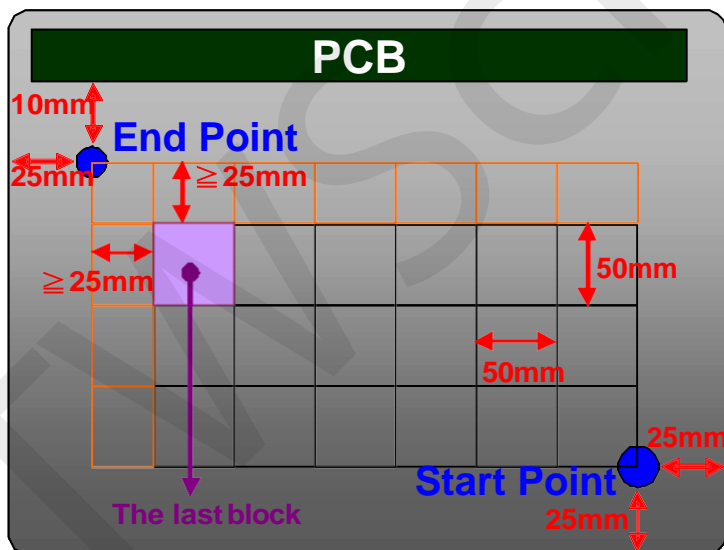 PCB
10mm
End Point
25mm
≧25mm
≧25mm
50mm
50mm
25mm
Start Point
25mm
The last block